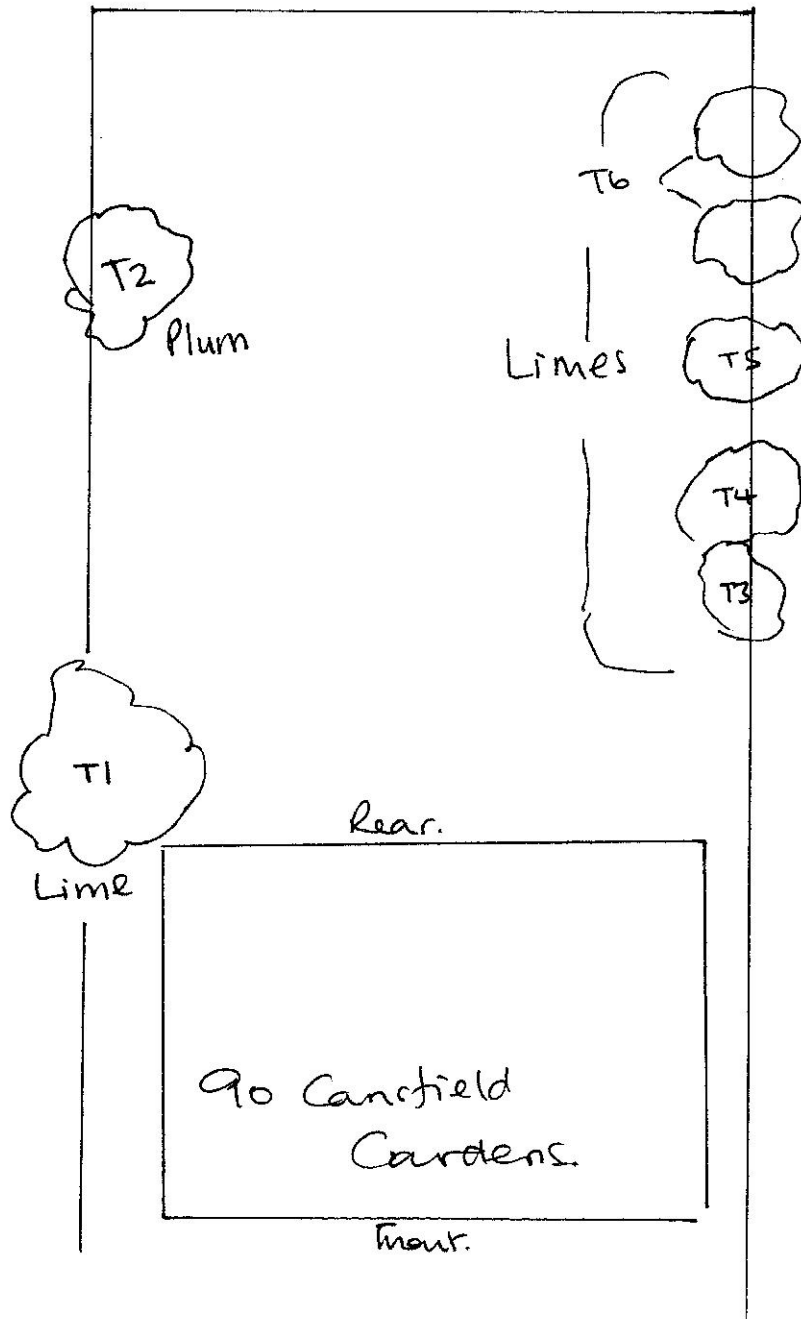 T6
T2
Plum
Limes
T5
T4
T3
T1
Rear.
Lime
90 Canfield
Gardens.
Front.